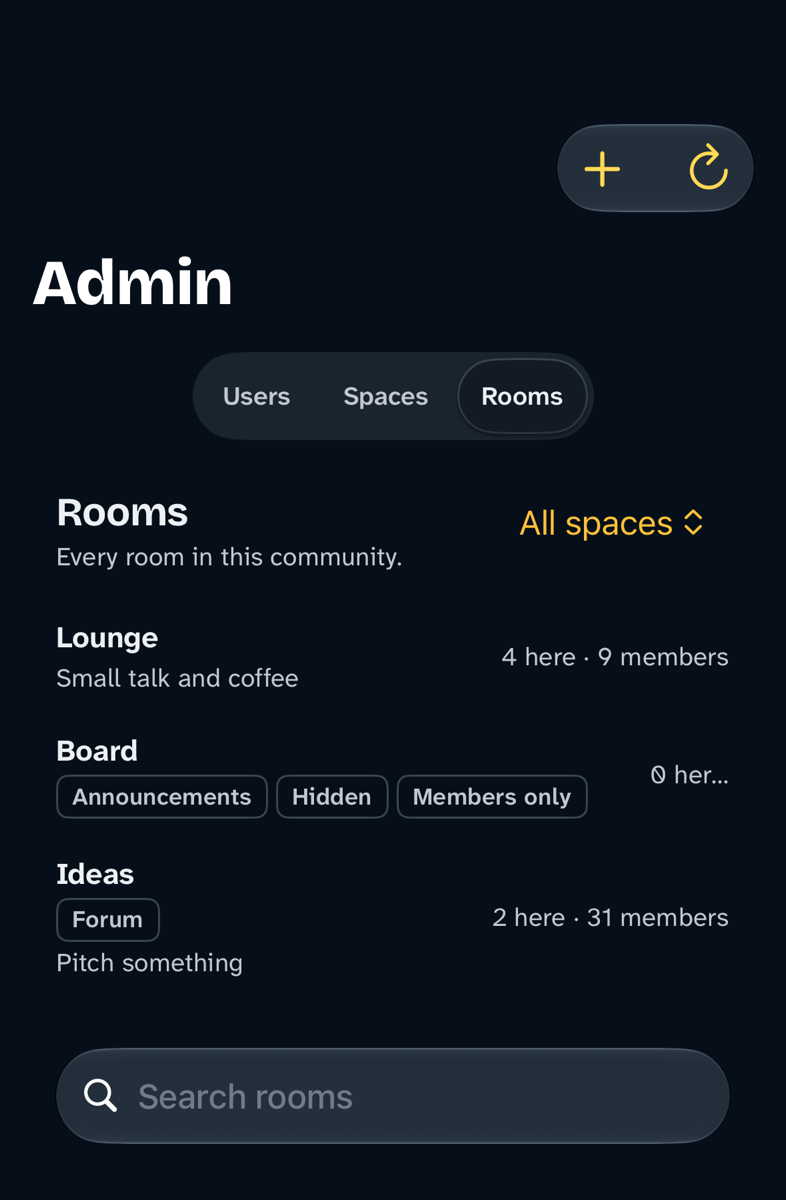 Admin
Users Spaces Rooms
Rooms
All spaces
Every room in this community.
Lounge
4 here · 9 members
Small talk and coffee
Board
0 her...
Announcements Hidden Members only
Ideas
Forum
2 here · 31 members
Pitch something
Search rooms